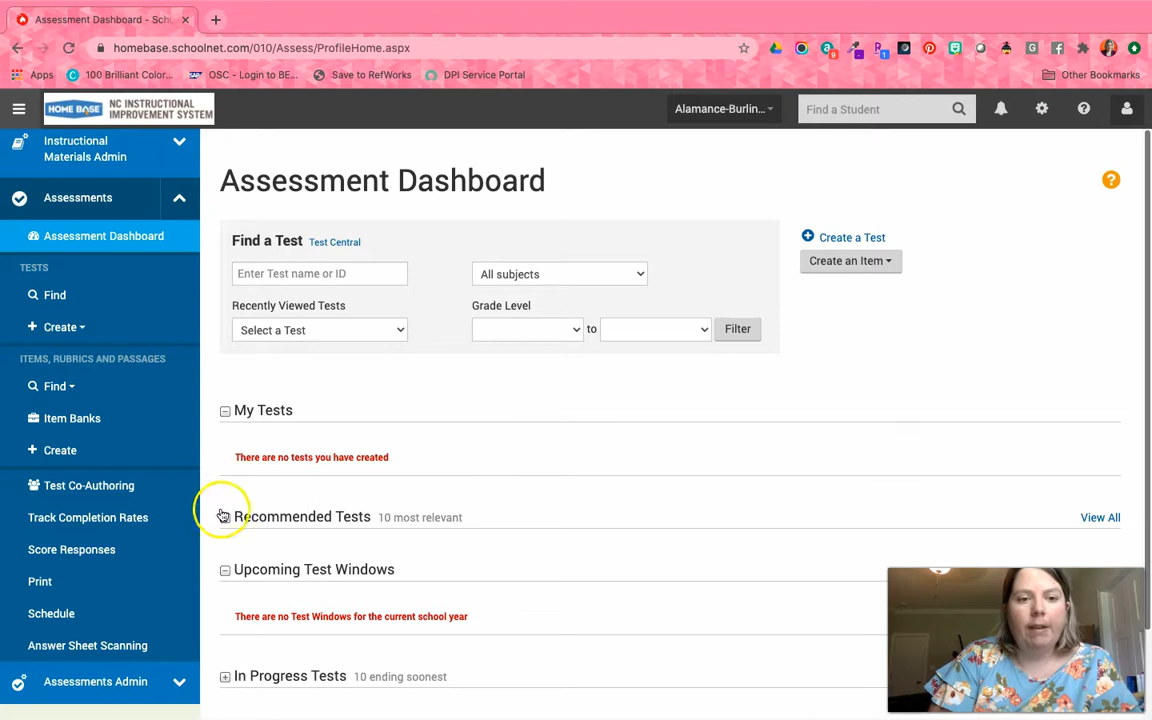 Assessment Dashboard - Scho
homebase.schoolnet.com/010/Assess/ProfileHome.aspx
Apps
100 Brilliant Color...
OSC - Login to BE...
Save to RefWorks
DPI Service Portal
Other Bookmarks
HOME BASE
NC INSTRUCTIONAL
IMPROVEMENT SYSTEM
Alamance-Burlin...
Find a Student
Instructional
Materials Admin
Assessments
Assessment Dashboard
TESTS
Find
Create
ITEMS, RUBRICS AND PASSAGES
Find
Item Banks
Create
Test Co-Authoring
Track Completion Rates
Score Responses
Print
Schedule
Answer Sheet Scanning
Assessments Admin
Assessment Dashboard
Find a Test Test Central
Enter Test name or ID
All subjects
Recently Viewed Tests
Grade Level
Select a Test
to
Filter
Create a Test
Create an Item
My Tests
There are no tests you have created
Recommended Tests 10 most relevant
View All
Upcoming Test Windows
There are no Test Windows for the current school year
In Progress Tests 10 ending soonest